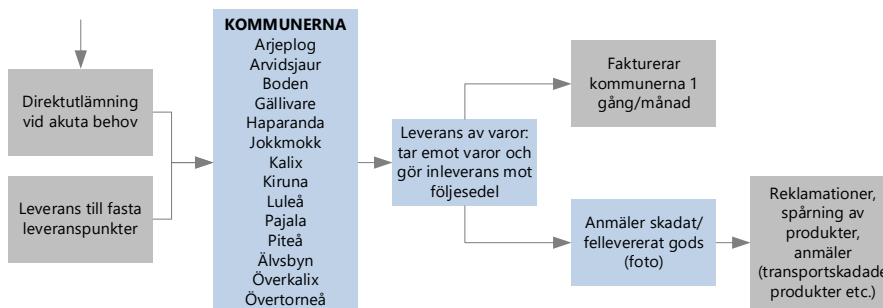 Direktutlämning
vid akuta behov
Leverans till fasta
leveranspunkter
KOMMUNERNA
Arjeplog
Arvidsjaur
Boden
Gällivare
Haparanda
Jokkmokk
Kalix
Kiruna
Luleå
Pajala
Piteå
Älvsbyn
Överkalix
Övertorneå
Leverans av varor:
tar emot varor och
gör inleverans mot
följesedel
Fakturerar
kommunerna 1
gång/månad
Anmäler skadat/
fellevererat gods
(foto)
Reklamationer,
spårning av
produkter,
anmäler
(transportskadade
produkter etc.)